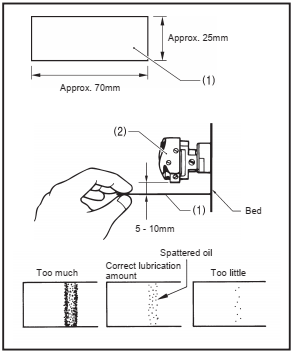 Approx. 25mm
(1)
Approx. 70mm
(2)
(1)
Bed
5 - 10mm
Spattered oil
Too much
Correct lubrication
amount
Too little